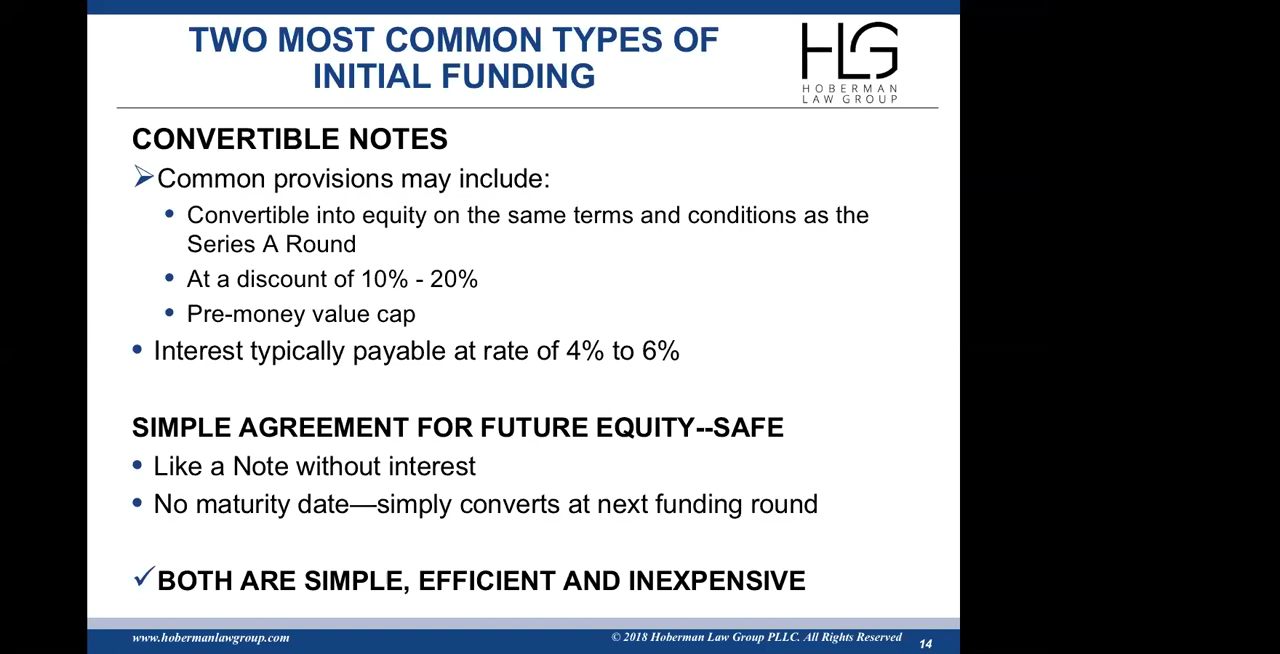 TWO MOST COMMON TYPES OF
INITIAL FUNDING
HLG
HOBERMAN
LAW GROUP
CONVERTIBLE NOTES
Common provisions may include:
Convertible into equity on the same terms and conditions as the
Series A Round
At a discount of 10% - 20%
Pre-money value cap
Interest typically payable at rate of 4% to 6%
SIMPLE AGREEMENT FOR FUTURE EQUITY--SAFE
Like a Note without interest
No maturity date—simply converts at next funding round
BOTH ARE SIMPLE, EFFICIENT AND INEXPENSIVE
www.hobermanlawgroup.com
© 2018 Hoberman Law Group PLLC. All Rights Reserved
14